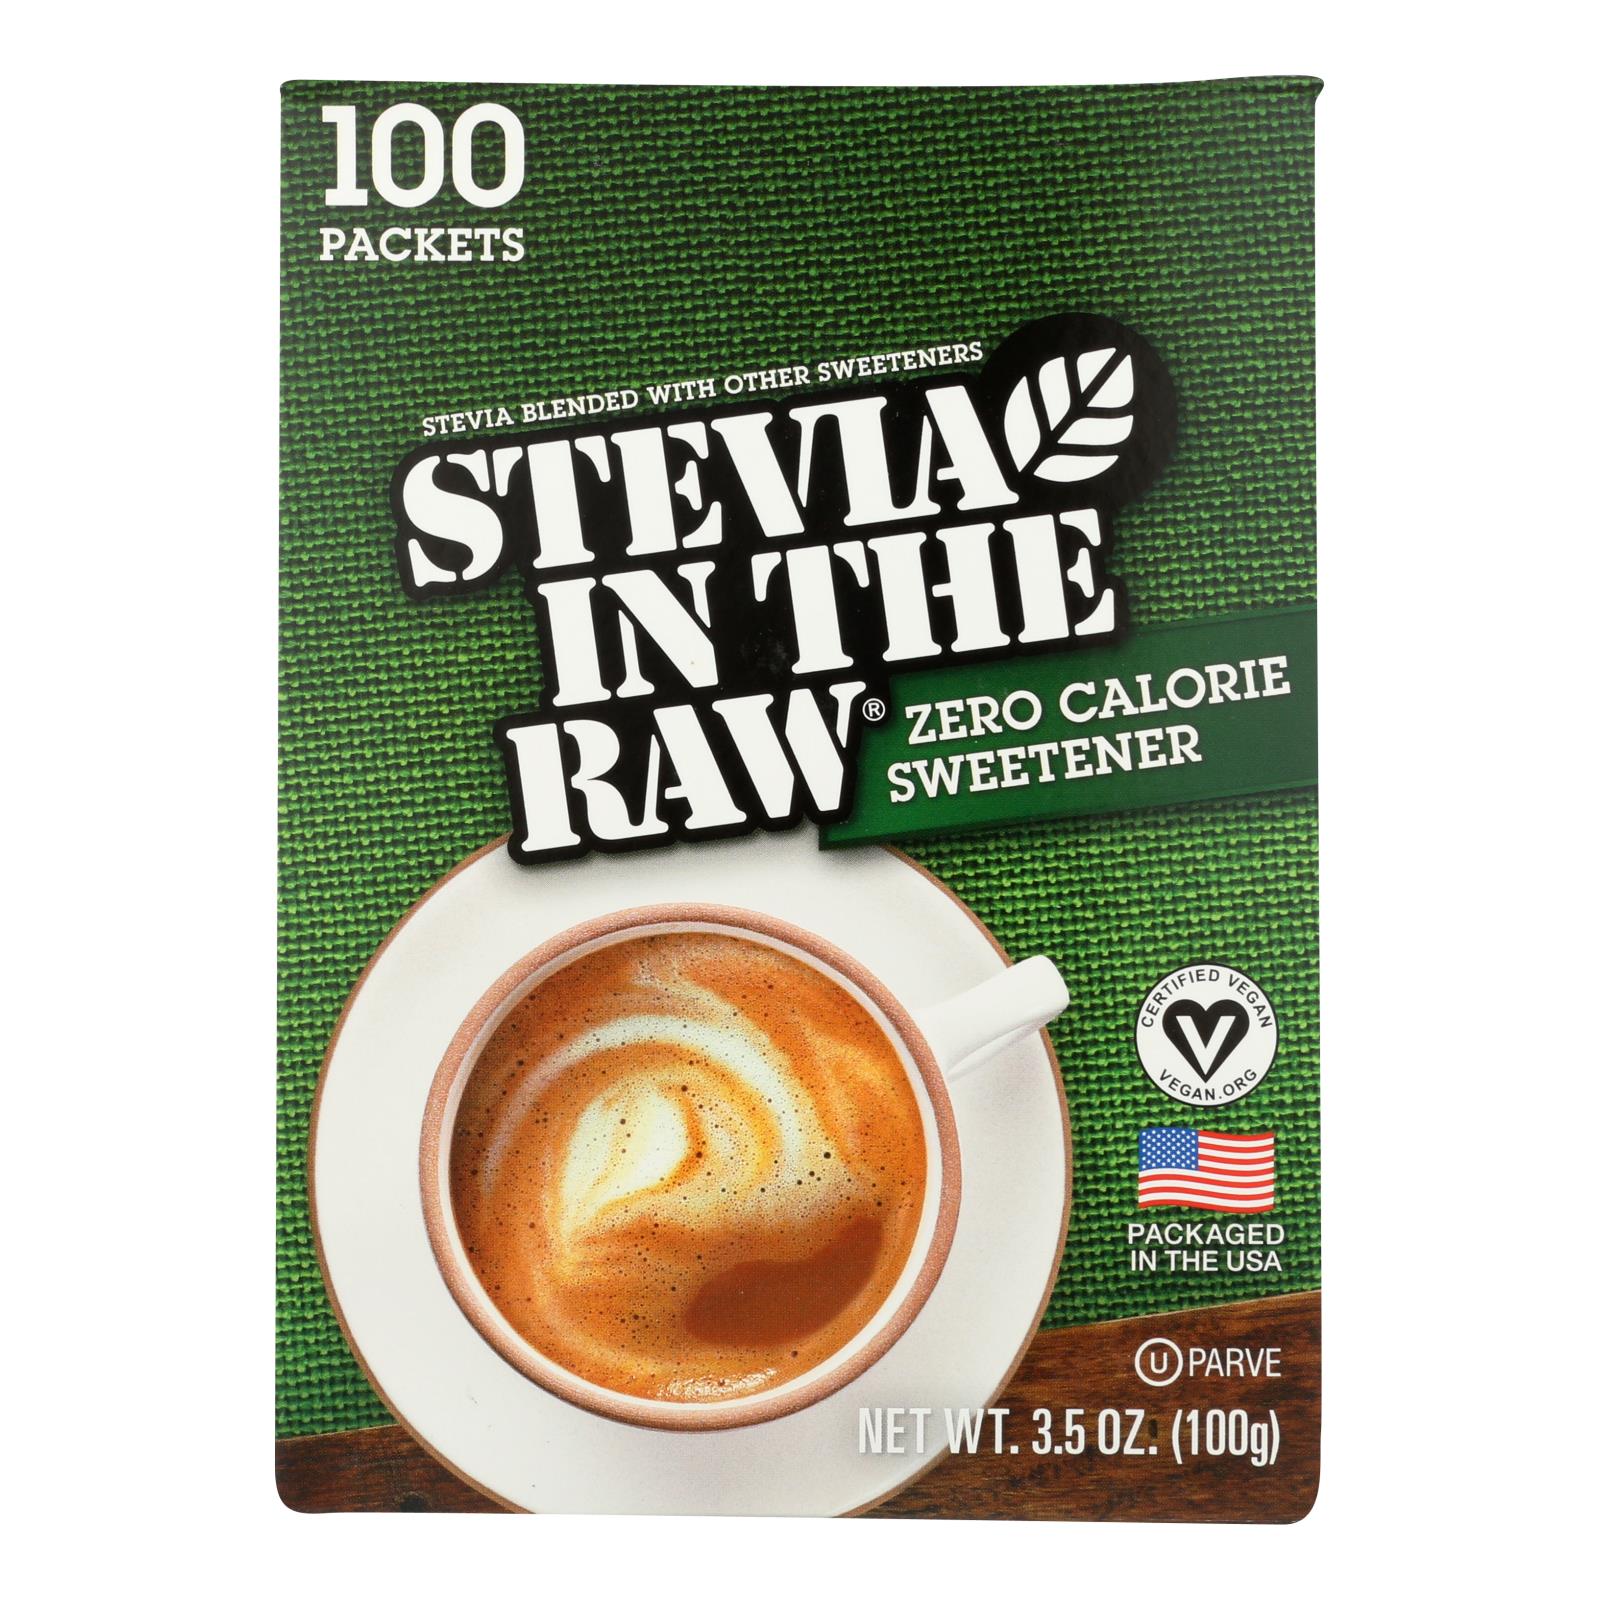 100
PACKETS
STEVIA BLENDED WITH OTHER SWEETENERS
STEVIA
IN THE
RAW®
ZERO CALORIE
SWEETENER
CERTIFIED VEGAN
V
VEGAN.ORG
PACKAGED
IN THE USA
U PARVE
NET WT. 3.5 OZ. (100g)